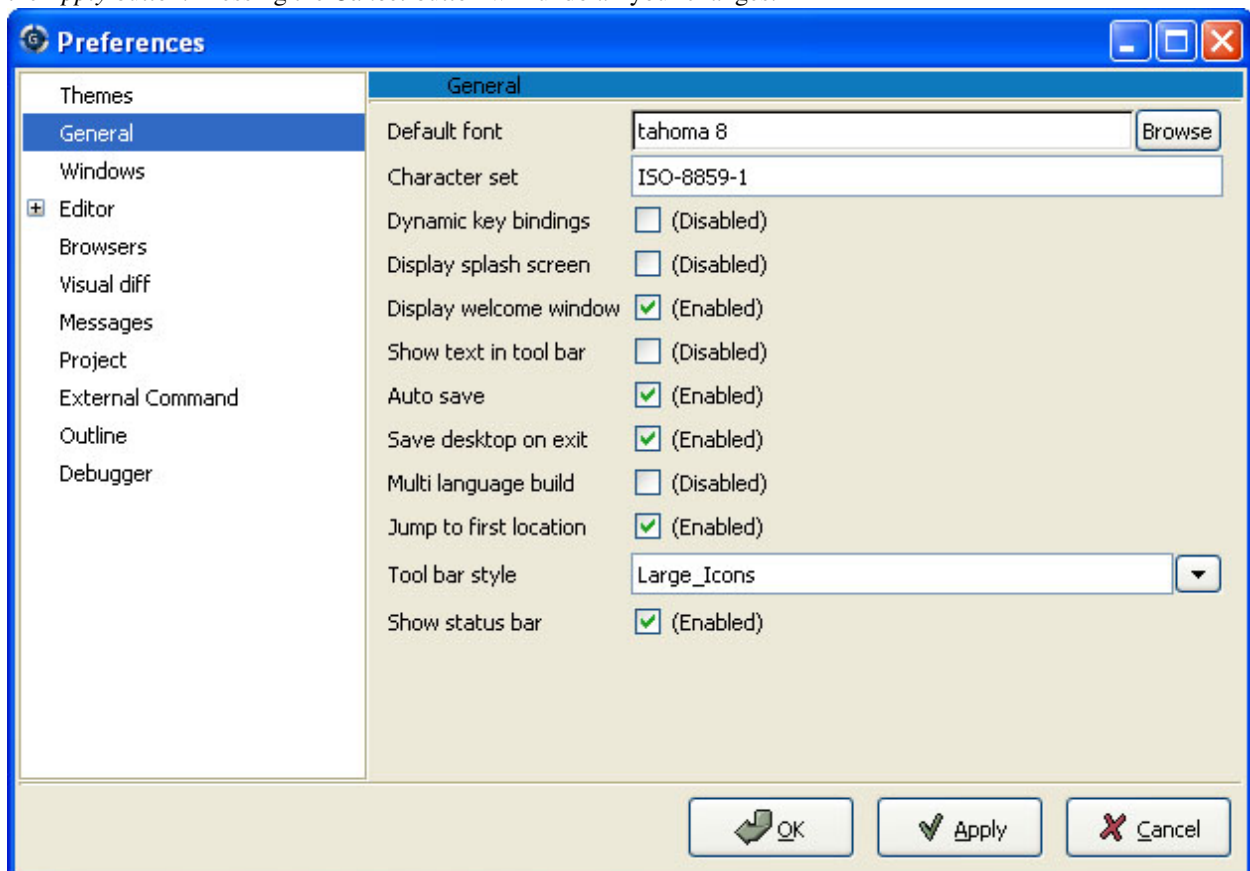 Preferences
Themes
General
Windows
Editor
Browsers
Visual diff
Messages
Project
External Command
Outline
Debugger
General
Default font tahoma 8 Browse
Character set ISO-8859-1
Dynamic key bindings (Disabled)
Display splash screen (Disabled)
Display welcome window (Enabled)
Show text in tool bar (Disabled)
Auto save (Enabled)
Save desktop on exit (Enabled)
Multi language build (Disabled)
Jump to first location (Enabled)
Tool bar style Large_Icons
Show status bar (Enabled)
OK Apply Cancel